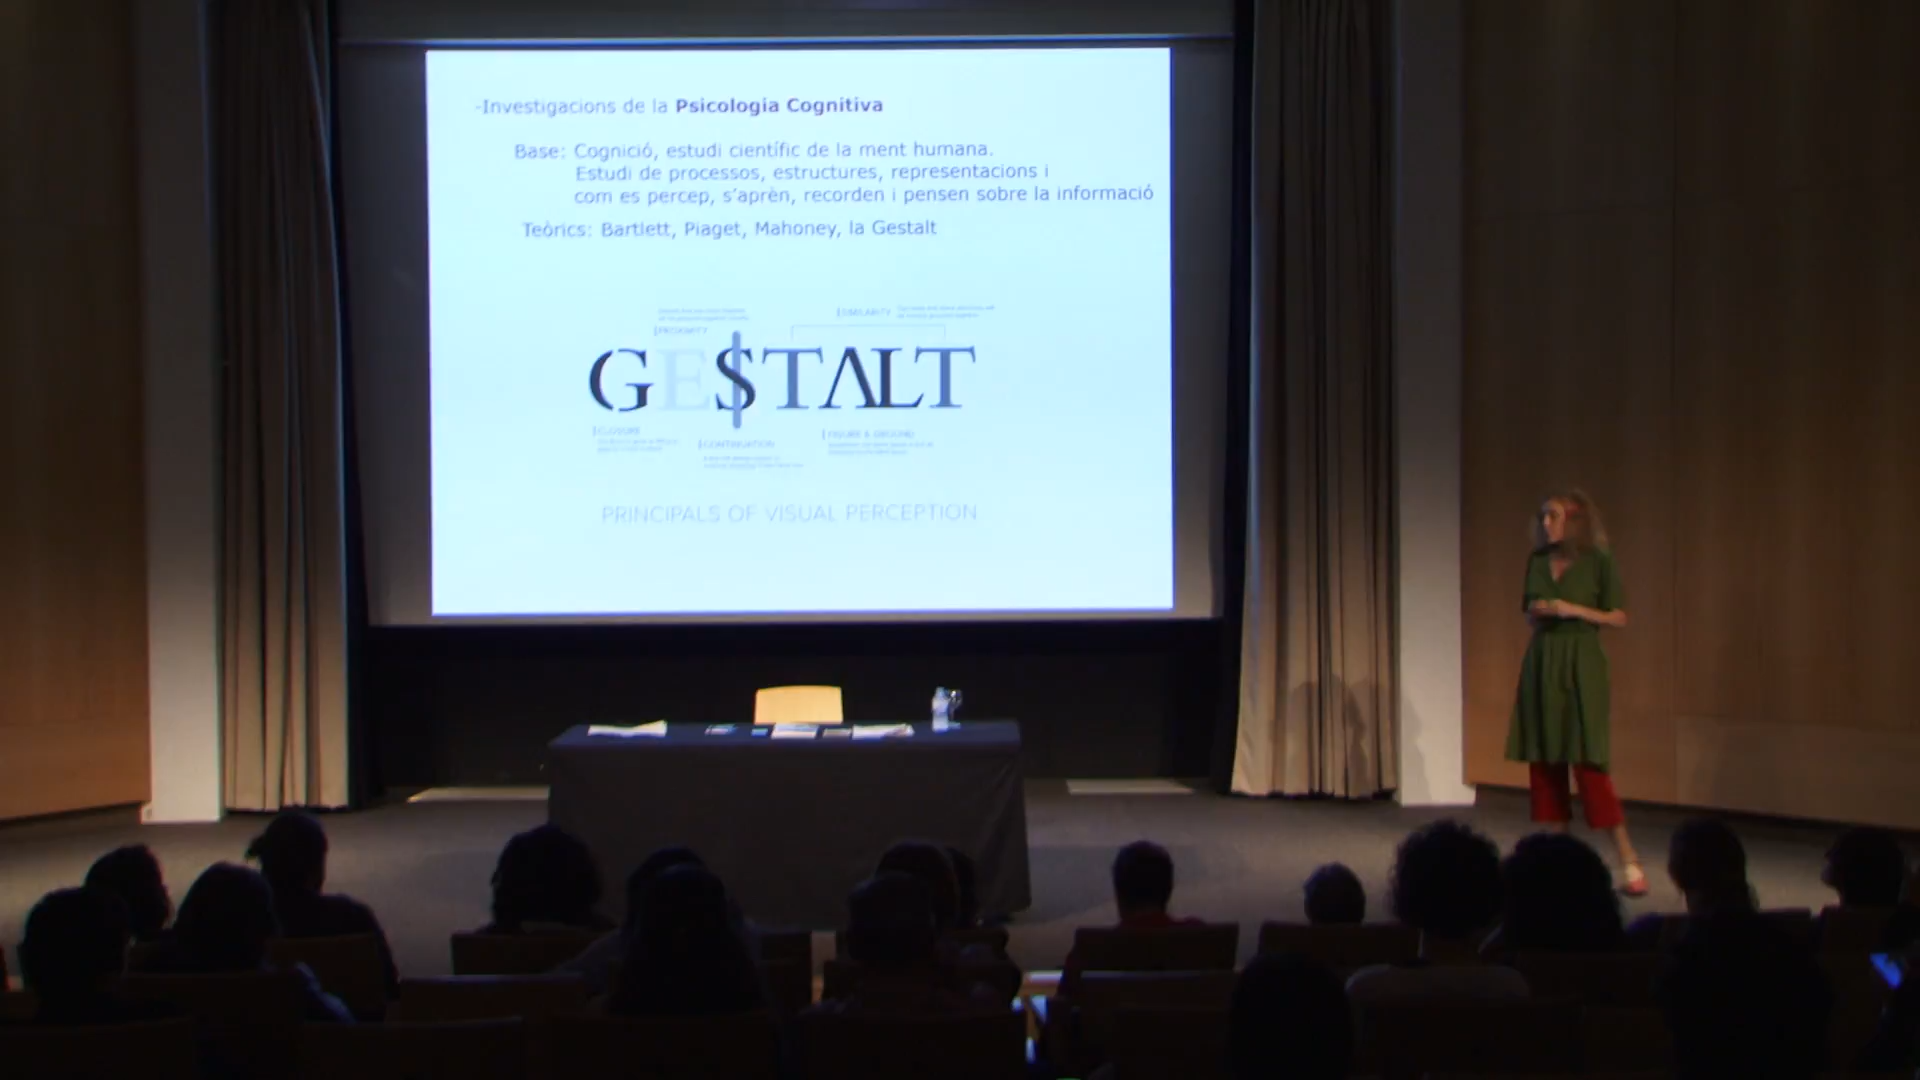 -Investigacions de la Psicologia Cognitiva
Base: Cognició, estudi científic de la ment humana.
Estudi de processos, estructures, representacions i
com es percep, s'aprèn, recorden i pensen sobre la informació
Teòrics: Bartlett, Piaget, Mahoney, la Gestalt
SIMILARITY
PROXIMITY
GESTALT
CLOSURE
CONTINUATION
FIGURE & GROUND
PRINCIPALS OF VISUAL PERCEPTION